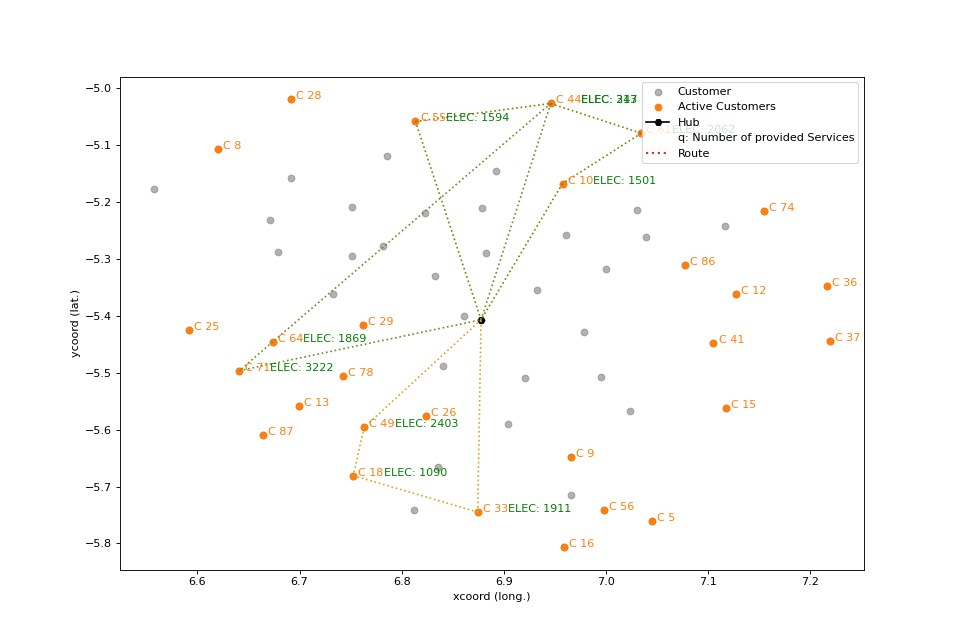 C 28
C 55 ELEC: 1594
C 44
Customer
Active Customers
Hub
q: Number of provided Services
Route
C 8
C 10 ELEC: 1501
C 74
C 86
C 36
C 12
C 25
C 29
C 64 ELEC: 1869
C 41
C 37
C 71 ELEC: 3222
C 78
C 13
C 15
C 26
C 49 ELEC: 2403
C 87
C 9
C 18 ELEC: 1090
C 33 ELEC: 1911
C 56
C 5
C 16
−5.0
−5.1
−5.2
−5.3
−5.4
−5.5
−5.6
−5.7
−5.8
ycoord (lat.)
6.6 6.7 6.8 6.9 7.0 7.1 7.2
xcoord (long.)